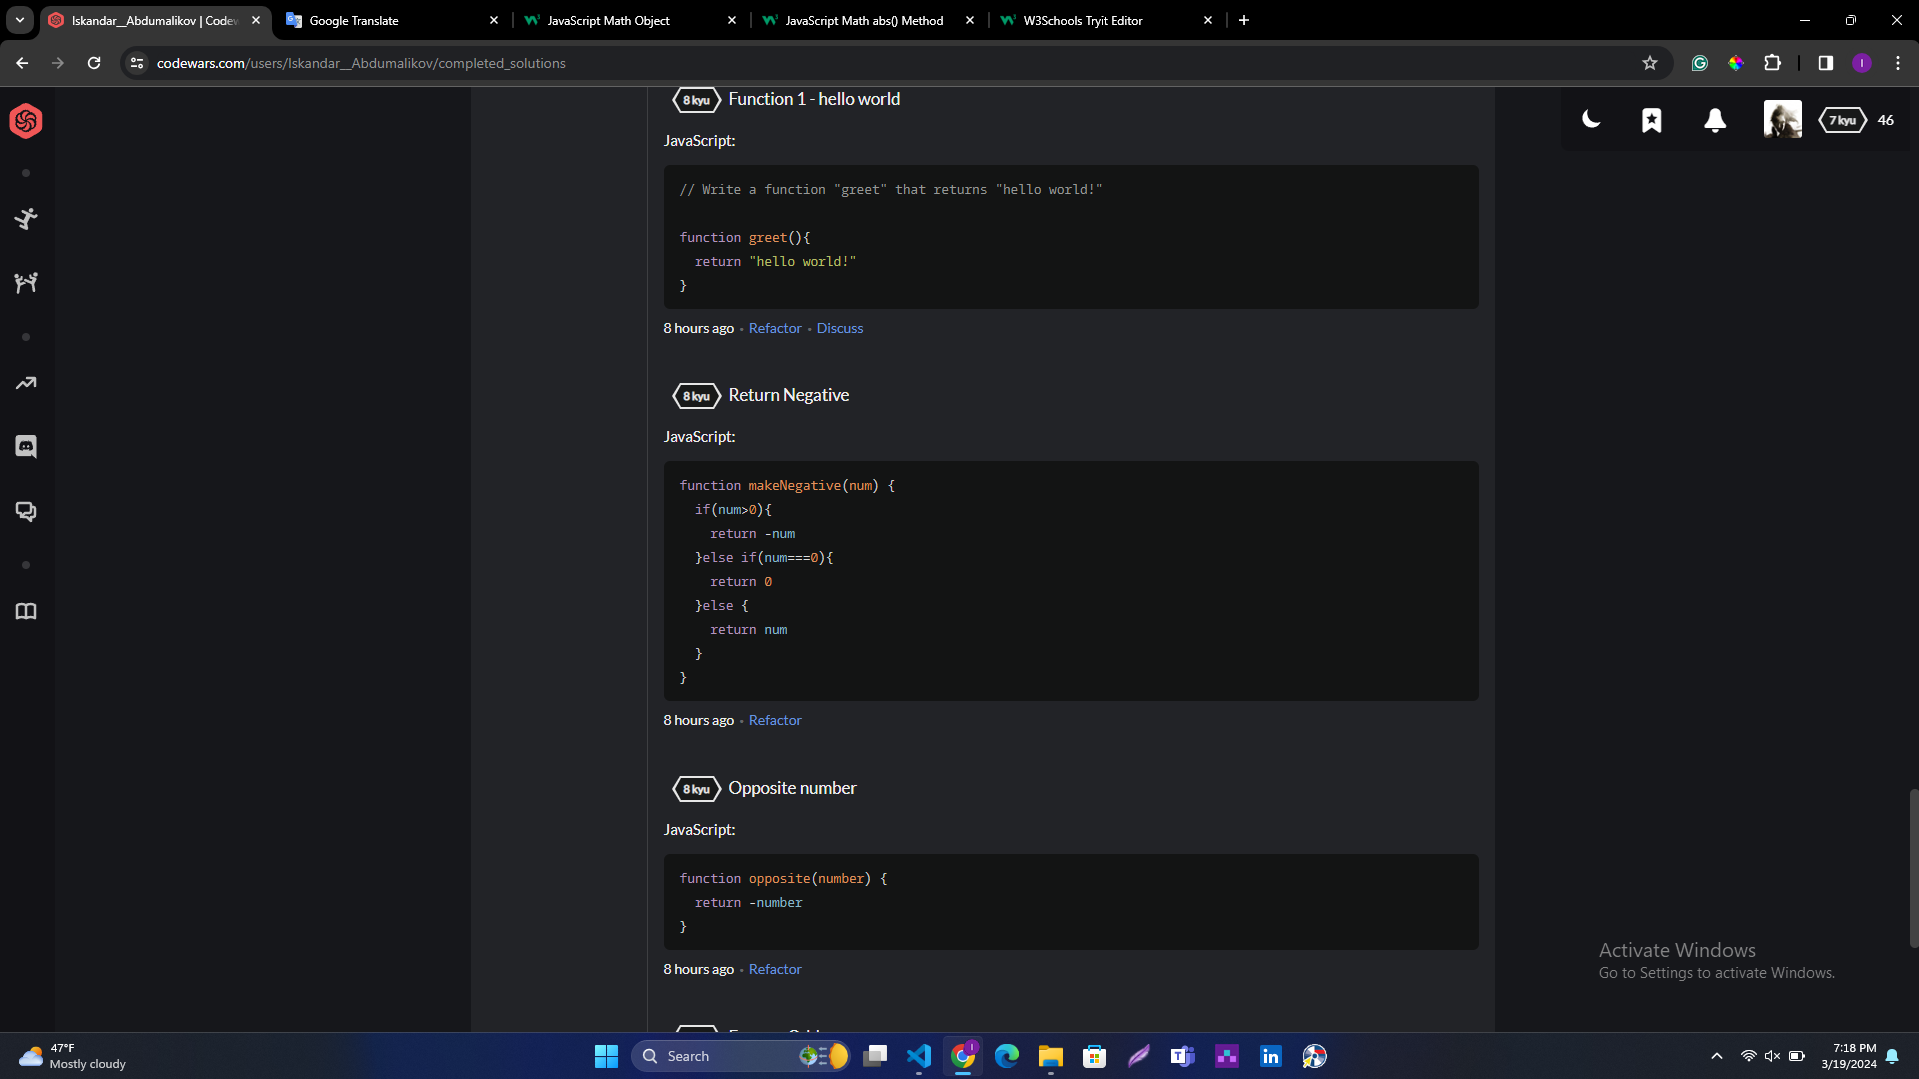 Iskandar__Abdumalikov | Codew
Google Translate
JavaScript Math Object
JavaScript Math abs() Method
W3Schools Tryit Editor
codewars.com/users/Iskandar__Abdumalikov/completed_solutions
7 kyu 46
8 kyu Function 1 - hello world
JavaScript:
// Write a function "greet" that returns "hello world!"
function greet(){
return "hello world!"
}
8 hours ago • Refactor • Discuss
8 kyu Return Negative
JavaScript:
function makeNegative(num) {
if(num>0){
return -num
}else if(num===0){
return 0
}else {
return num
}
}
8 hours ago • Refactor
8 kyu Opposite number
JavaScript:
function opposite(number) {
return -number
}
8 hours ago • Refactor
Activate Windows
Go to Settings to activate Windows.
47°F
Mostly cloudy
Search
7:18 PM
3/19/2024